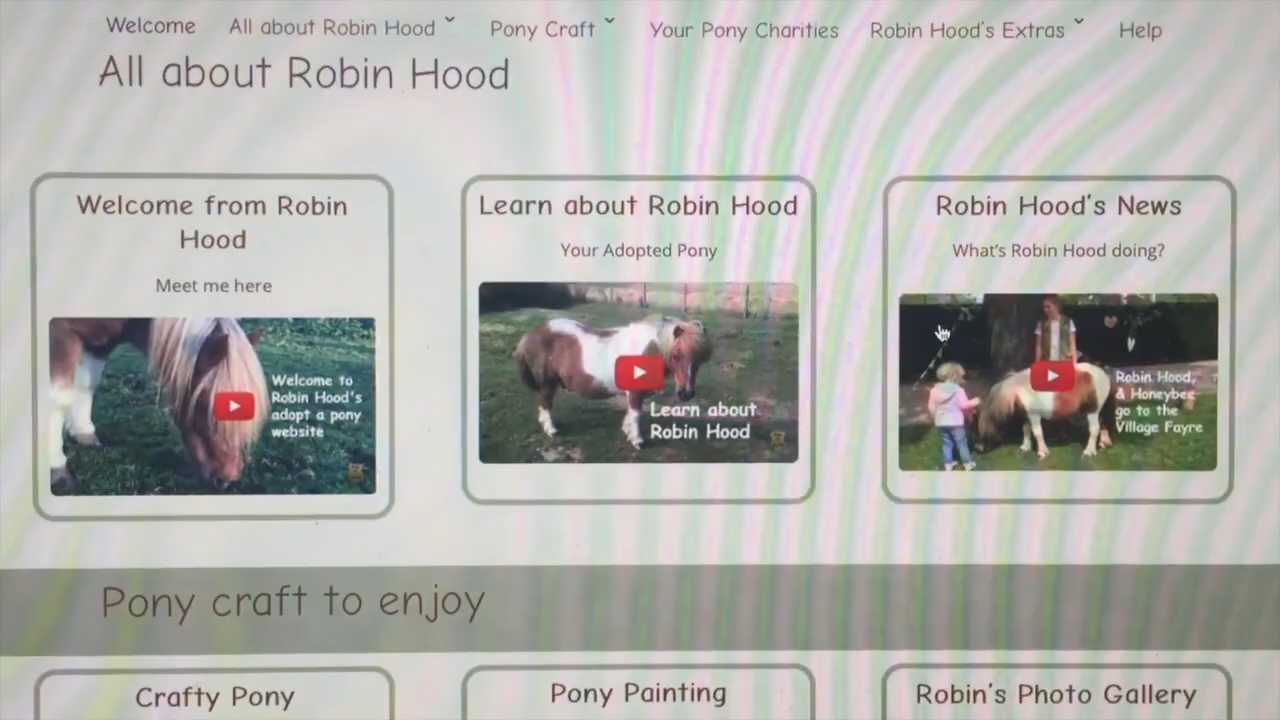 Welcome All about Robin Hood Pony Craft Your Pony Charities Robin Hood's Extras Help
All about Robin Hood
Welcome from Robin
Hood
Meet me here
Welcome to
Robin Hood's
adopt a pony
website
Learn about Robin Hood
Your Adopted Pony
Learn about
Robin Hood
Robin Hood's News
What's Robin Hood doing?
Robin Hood,
& Honeybee
go to the
Village Fayre
Pony craft to enjoy
Crafty Pony
Pony Painting
Robin's Photo Gallery